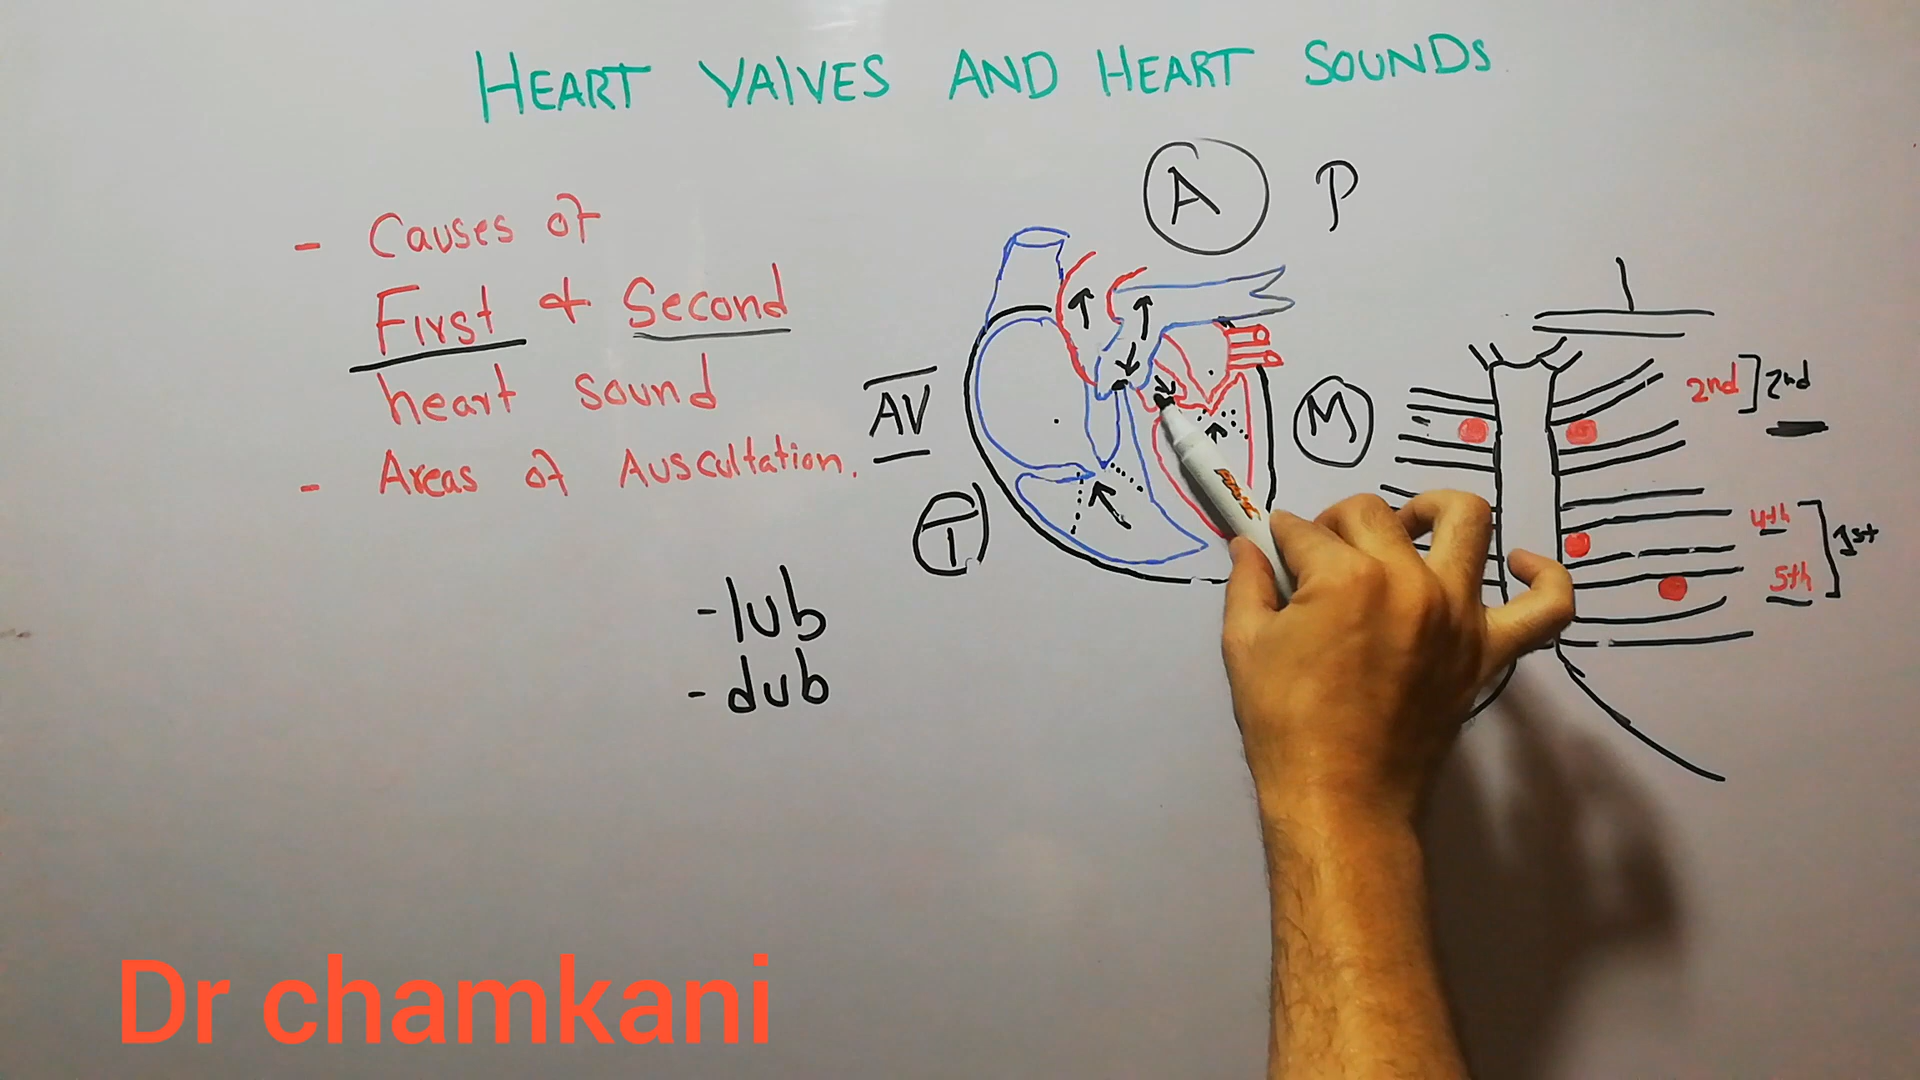 HEART VALVES AND HEART SOUNDS
- Causes of
First & Second
heart sound
- Areas of Auscultation.
- lub
- dub
A P
AV
M
T
2nd ] 2nd
4th
5th ] 1st
Dr chamkani